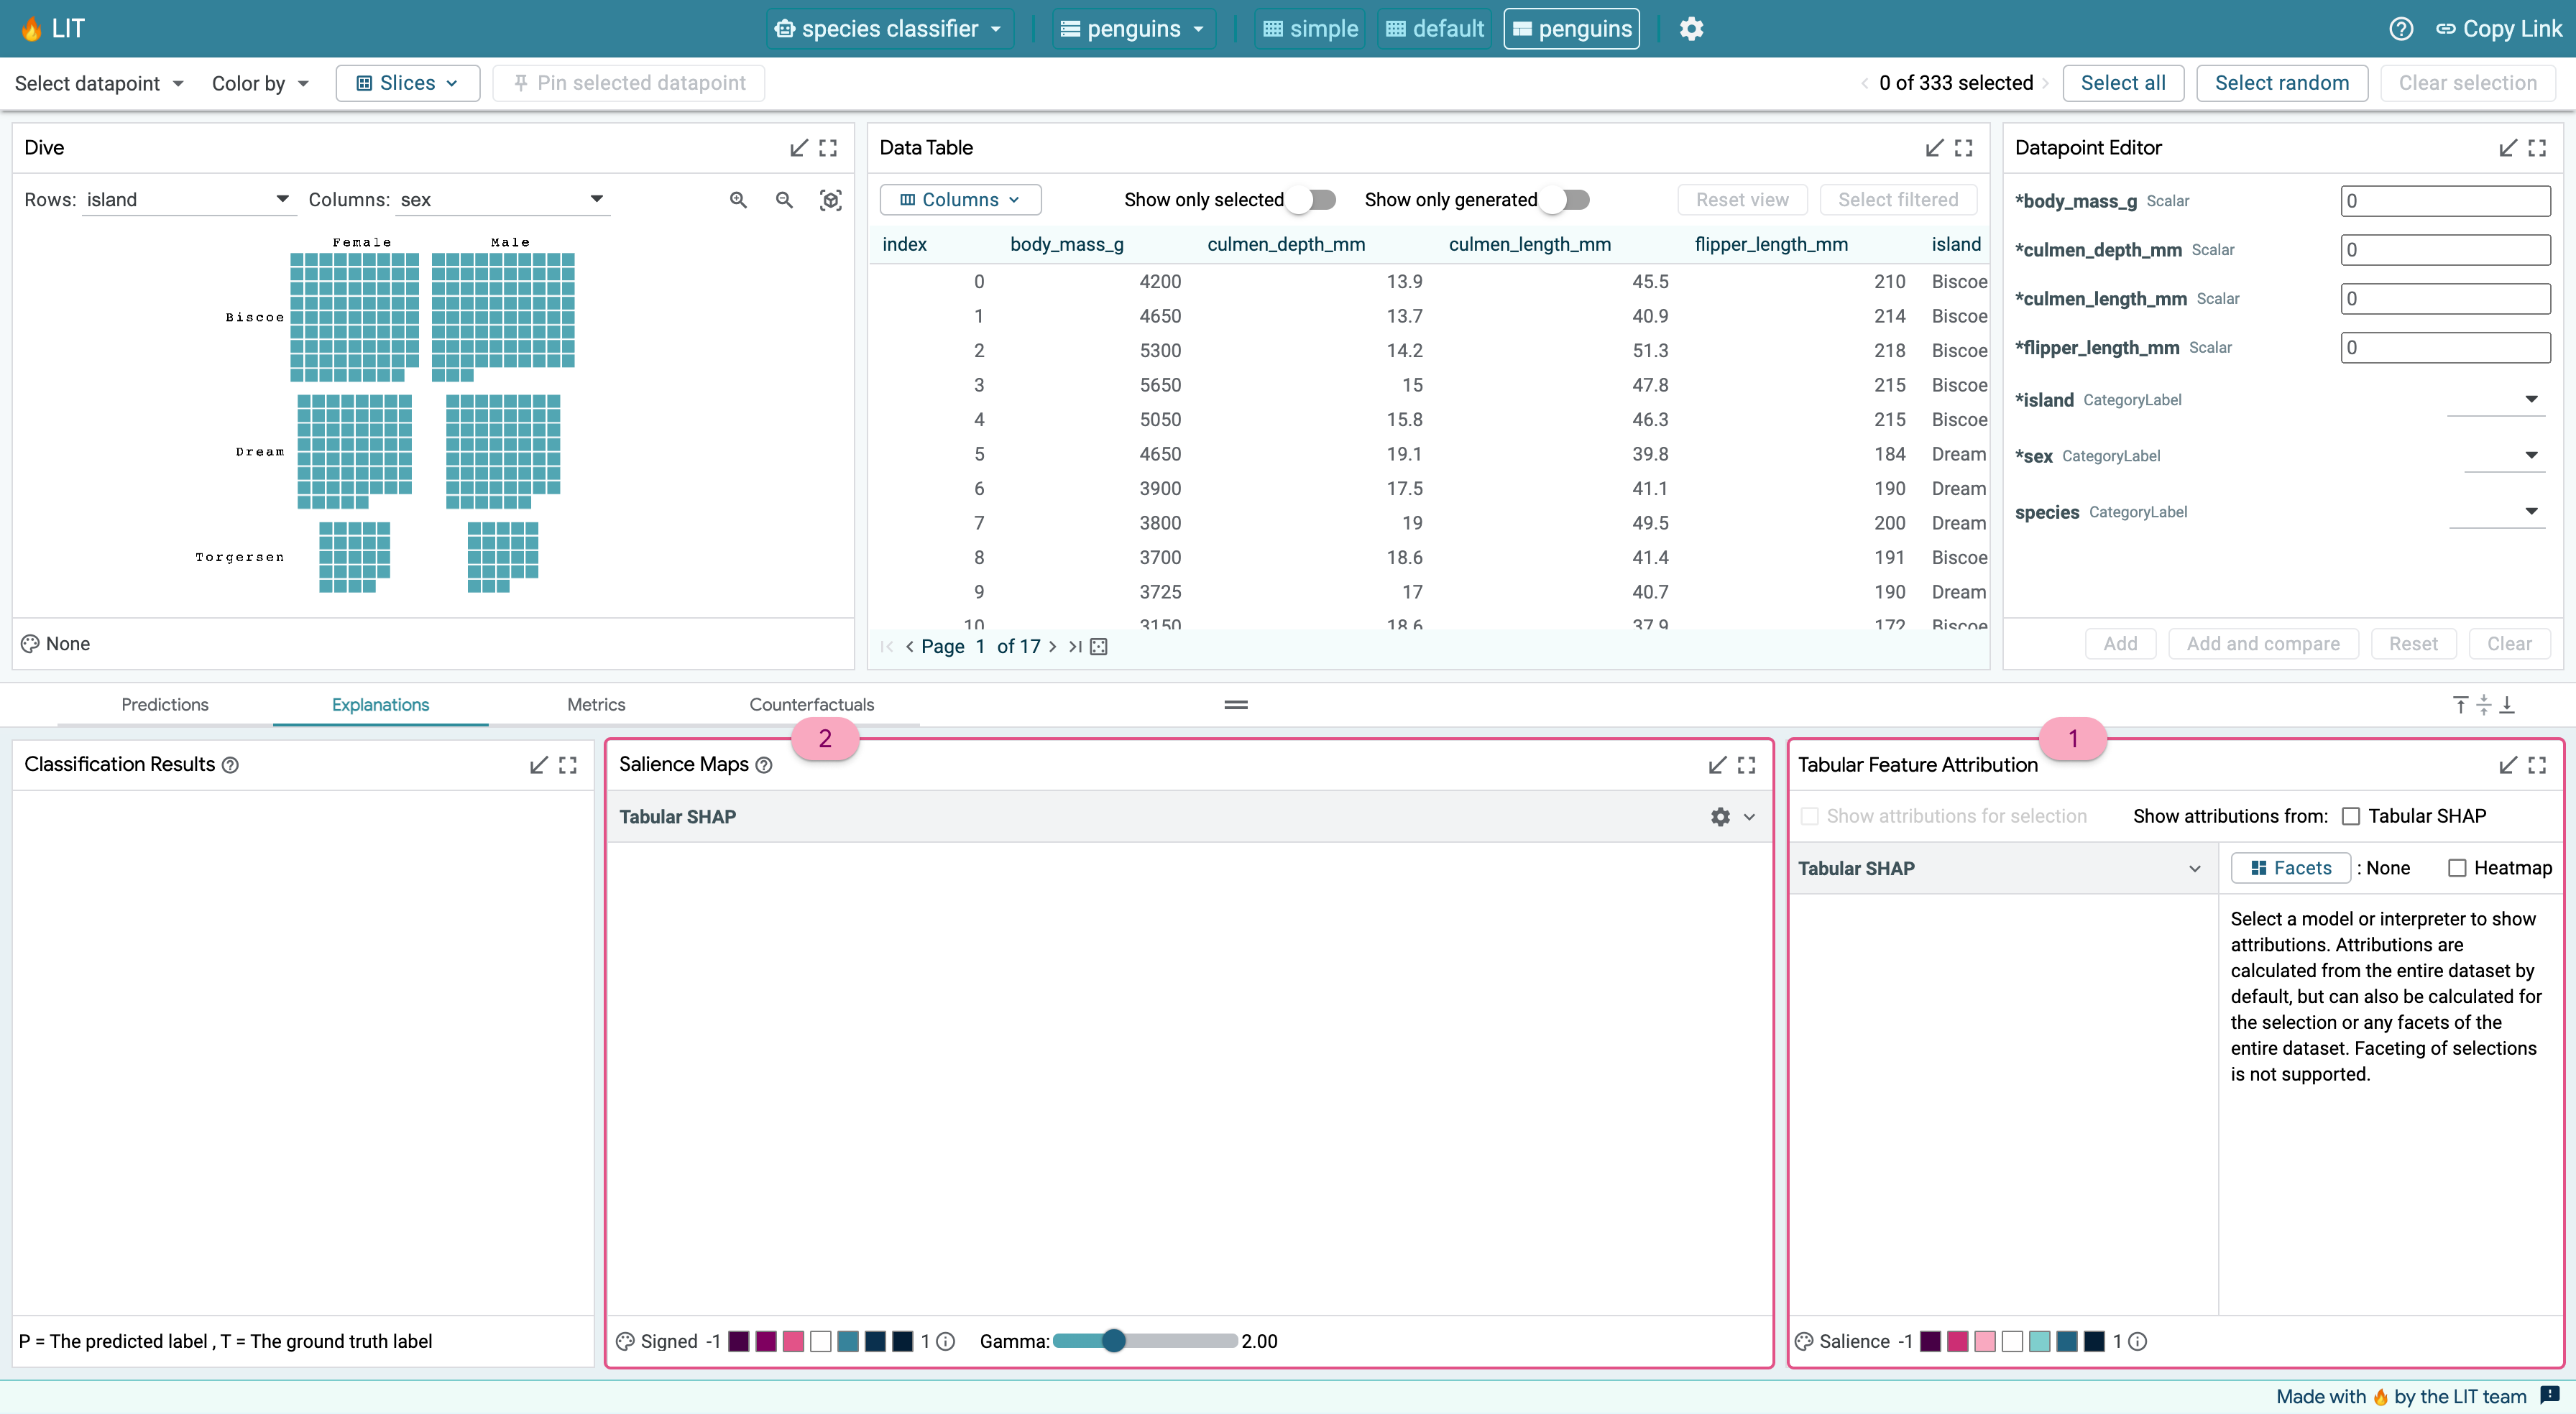 LIT
species classifier
penguins
simple
default
penguins
Copy Link
Select datapoint
Color by
Slices
Pin selected datapoint
0 of 333 selected
Select all
Select random
Clear selection
Dive
Rows: island
Columns: sex
Female Male
Biscoe
Dream
Torgersen
None
Data Table
Columns
Show only selected
Show only generated
Reset view
Select filtered
index body_mass_g culmen_depth_mm culmen_length_mm flipper_length_mm island
0 4200 13.9 45.5 210 Biscoe
1 4650 13.7 40.9 214 Biscoe
2 5300 14.2 51.3 218 Biscoe
3 5650 15 47.8 215 Biscoe
4 5050 15.8 46.3 215 Biscoe
5 4650 19.1 39.8 184 Dream
6 3900 17.5 41.1 190 Dream
7 3800 19 49.5 200 Dream
8 3700 18.6 41.4 191 Biscoe
9 3725 17 40.7 190 Dream
10 3150 18.6 37.9 172 Biscoe
Page 1 of 17
Datapoint Editor
*body_mass_g Scalar 0
*culmen_depth_mm Scalar 0
*culmen_length_mm Scalar 0
*flipper_length_mm Scalar 0
*island CategoryLabel
*sex CategoryLabel
species CategoryLabel
Add
Add and compare
Reset
Clear
Predictions
Explanations
Metrics
Counterfactuals
Classification Results
P = The predicted label , T = The ground truth label
2
Salience Maps
Tabular SHAP
Signed -1 1
Gamma: 2.00
1
Tabular Feature Attribution
Show attributions for selection
Show attributions from: Tabular SHAP
Tabular SHAP
Facets : None
Heatmap
Select a model or interpreter to show
attributions. Attributions are
calculated from the entire dataset by
default, but can also be calculated for
the selection or any facets of the
entire dataset. Faceting of selections
is not supported.
Salience -1 1
Made with 🔥 by the LIT team